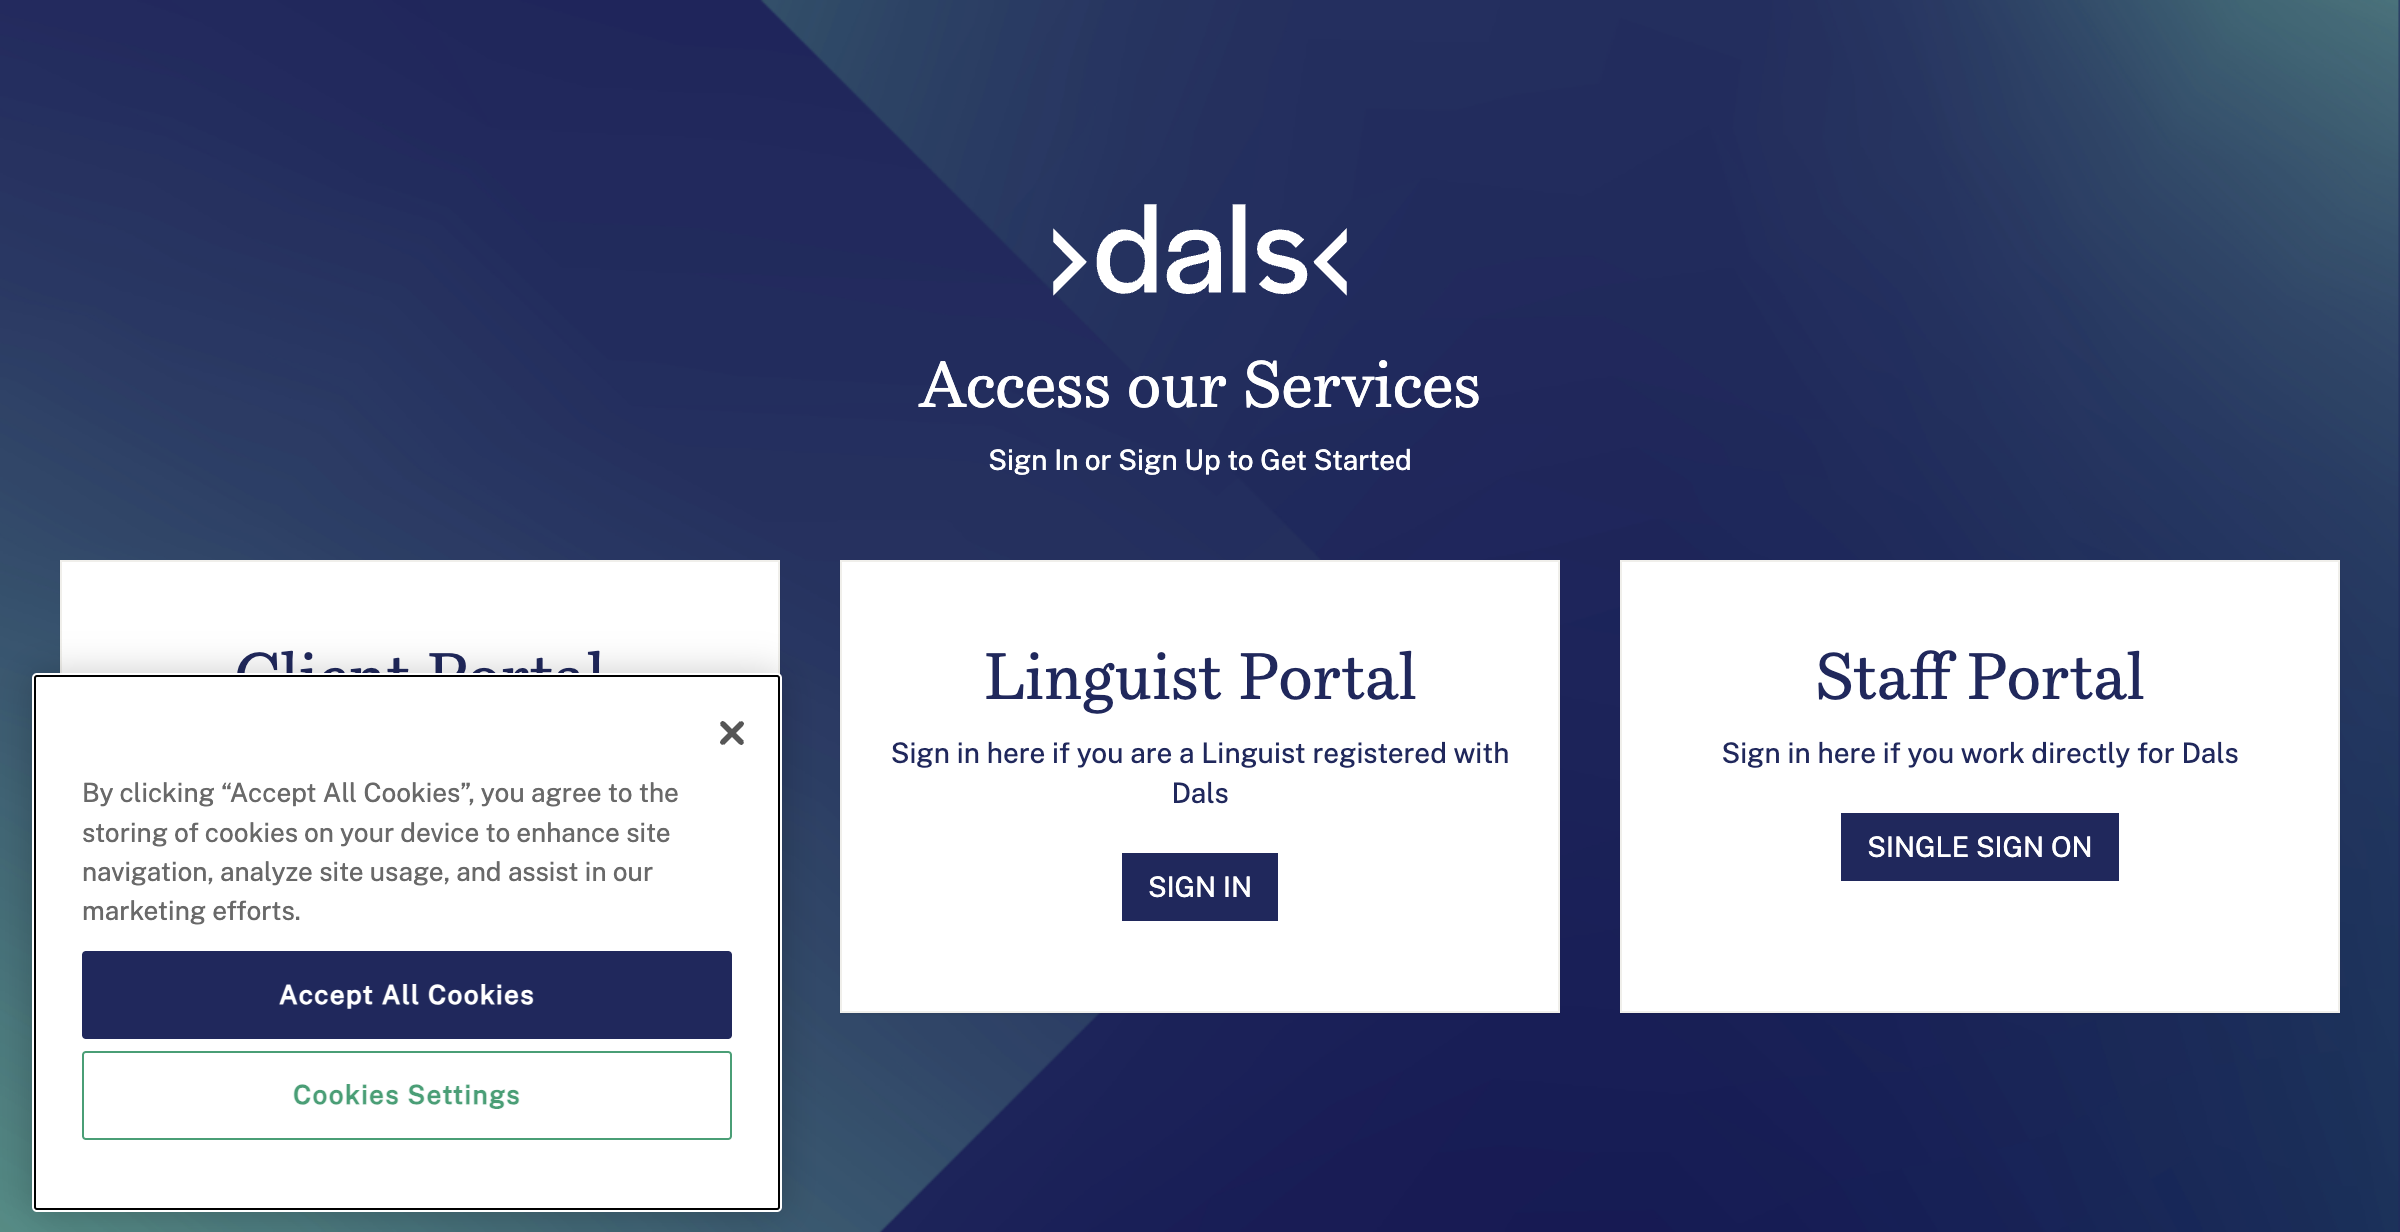 >dals<
Access our Services
Sign In or Sign Up to Get Started
Client Portal
By clicking “Accept All Cookies”, you agree to the
storing of cookies on your device to enhance site
navigation, analyze site usage, and assist in our
marketing efforts.
Accept All Cookies
Cookies Settings
Linguist Portal
Sign in here if you are a Linguist registered with
Dals
SIGN IN
Staff Portal
Sign in here if you work directly for Dals
SINGLE SIGN ON